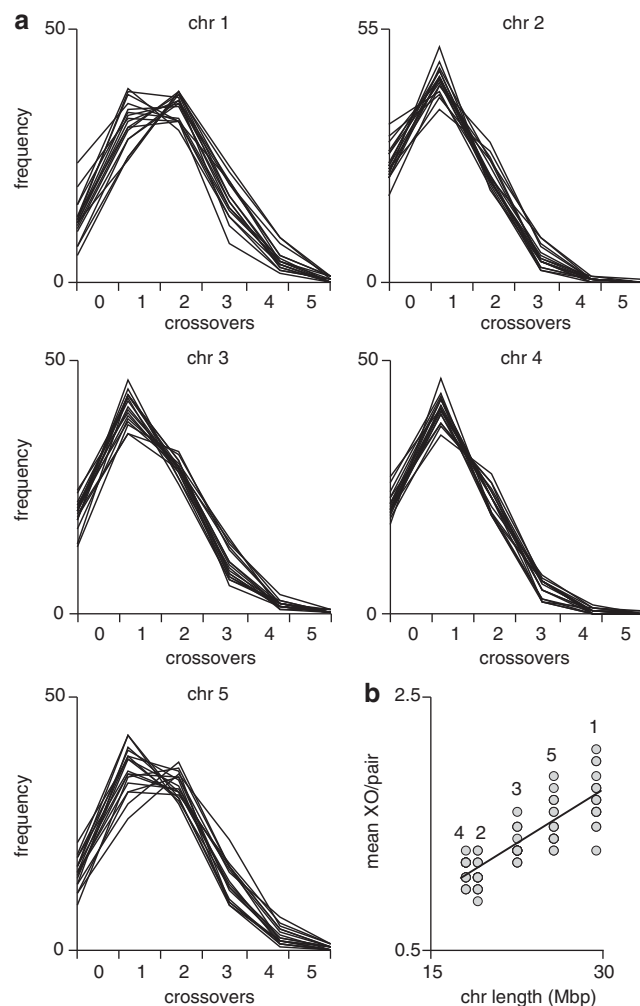 a
chr 1
chr 2
50
55
frequency
0
0
0 1 2 3 4 5
0 1 2 3 4 5
crossovers
crossovers
chr 3
chr 4
50
50
frequency
frequency
0
0
0 1 2 3 4 5
0 1 2 3 4 5
crossovers
crossovers
chr 5
b
50
2.5
frequency
mean XO/pair
1
5
3
4 2
0
0.5
0 1 2 3 4 5
15 30
crossovers
chr length (Mbp)